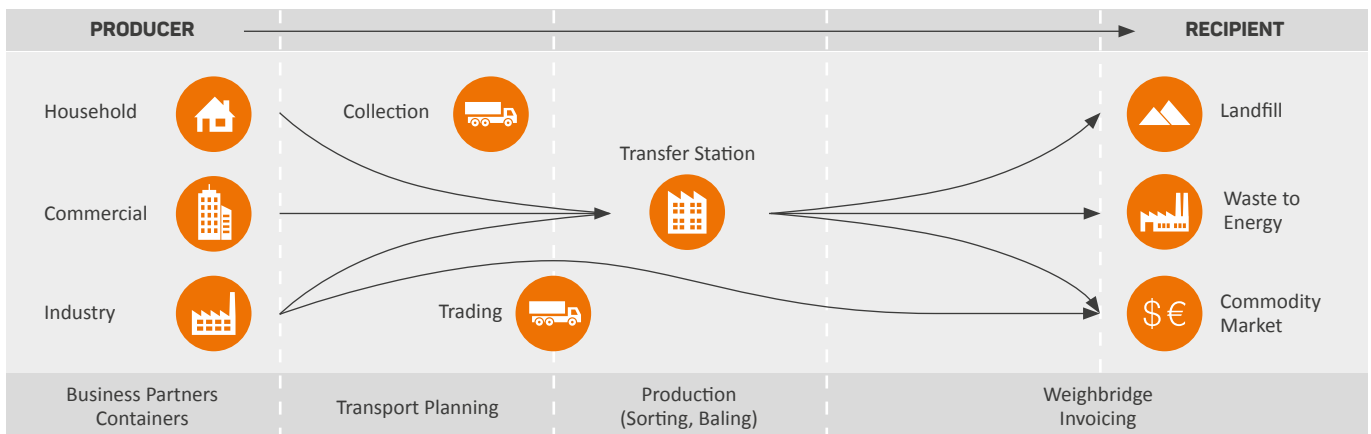 PRODUCER
RECIPIENT
Household
Collection
Landfill
Transfer Station
Commercial
Waste to
Energy
Industry
Trading
$ €
Commodity
Market
Business Partners
Containers
Transport Planning
Production
(Sorting, Baling)
Weighbridge
Invoicing